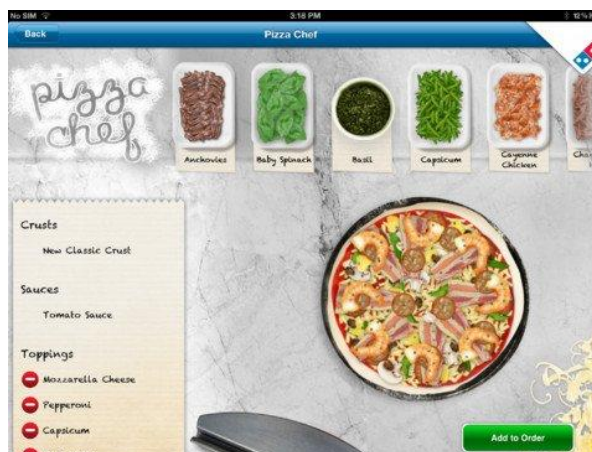 No SIM
3:18 PM
12%
Back
Pizza Chef
pizza
chef
Anchovies
Baby Spinach
Basil
Capsicum
Cayenne
Chicken
Crusts
New Classic Crust
Sauces
Tomato Sauce
Toppings
Mozzarella Cheese
Pepperoni
Capsicum
Add to Order